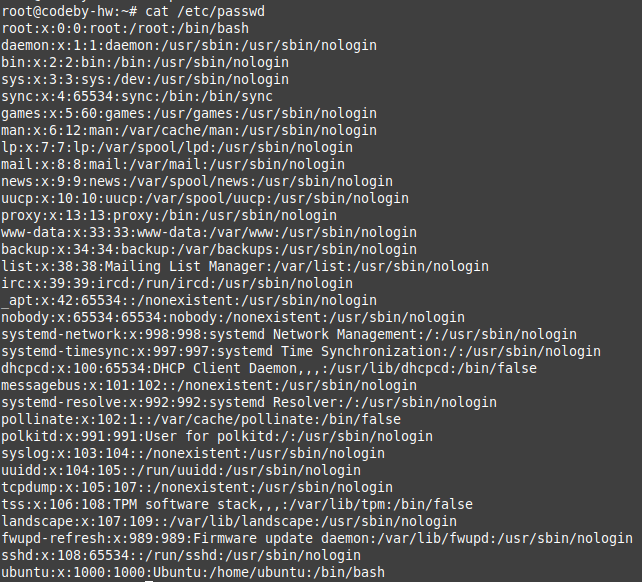 root@codeby-hw:~# cat /etc/passwd
root:x:0:0:root:/root:/bin/bash
daemon:x:1:1:daemon:/usr/sbin:/usr/sbin/nologin
bin:x:2:2:bin:/bin:/usr/sbin/nologin
sys:x:3:3:sys:/dev:/usr/sbin/nologin
sync:x:4:65534:sync:/bin:/bin/sync
games:x:5:60:games:/usr/games:/usr/sbin/nologin
man:x:6:12:man:/var/cache/man:/usr/sbin/nologin
lp:x:7:7:lp:/var/spool/lpd:/usr/sbin/nologin
mail:x:8:8:mail:/var/mail:/usr/sbin/nologin
news:x:9:9:news:/var/spool/news:/usr/sbin/nologin
uucp:x:10:10:uucp:/var/spool/uucp:/usr/sbin/nologin
proxy:x:13:13:proxy:/bin:/usr/sbin/nologin
www-data:x:33:33:www-data:/var/www:/usr/sbin/nologin
backup:x:34:34:backup:/var/backups:/usr/sbin/nologin
list:x:38:38:Mailing List Manager:/var/list:/usr/sbin/nologin
irc:x:39:39:ircd:/run/ircd:/usr/sbin/nologin
_apt:x:42:65534::/nonexistent:/usr/sbin/nologin
nobody:x:65534:65534:nobody:/nonexistent:/usr/sbin/nologin
systemd-network:x:998:998:systemd Network Management:/:/usr/sbin/nologin
systemd-timesync:x:997:997:systemd Time Synchronization:/:/usr/sbin/nologin
dhcpcd:x:100:65534:DHCP Client Daemon,,,:/usr/lib/dhcpcd:/bin/false
messagebus:x:101:102::/nonexistent:/usr/sbin/nologin
systemd-resolve:x:992:992:systemd Resolver:/:/usr/sbin/nologin
pollinate:x:102:1::/var/cache/pollinate:/bin/false
polkitd:x:991:991:User for polkitd:/:/usr/sbin/nologin
syslog:x:103:104::/nonexistent:/usr/sbin/nologin
uuidd:x:104:105::/run/uuidd:/usr/sbin/nologin
tcpdump:x:105:107::/nonexistent:/usr/sbin/nologin
tss:x:106:108:TPM software stack,,,:/var/lib/tpm:/bin/false
landscape:x:107:109::/var/lib/landscape:/usr/sbin/nologin
fwupd-refresh:x:989:989:Firmware update daemon:/var/lib/fwupd:/usr/sbin/nologin
sshd:x:108:65534::/run/sshd:/usr/sbin/nologin
ubuntu:x:1000:1000:Ubuntu:/home/ubuntu:/bin/bash